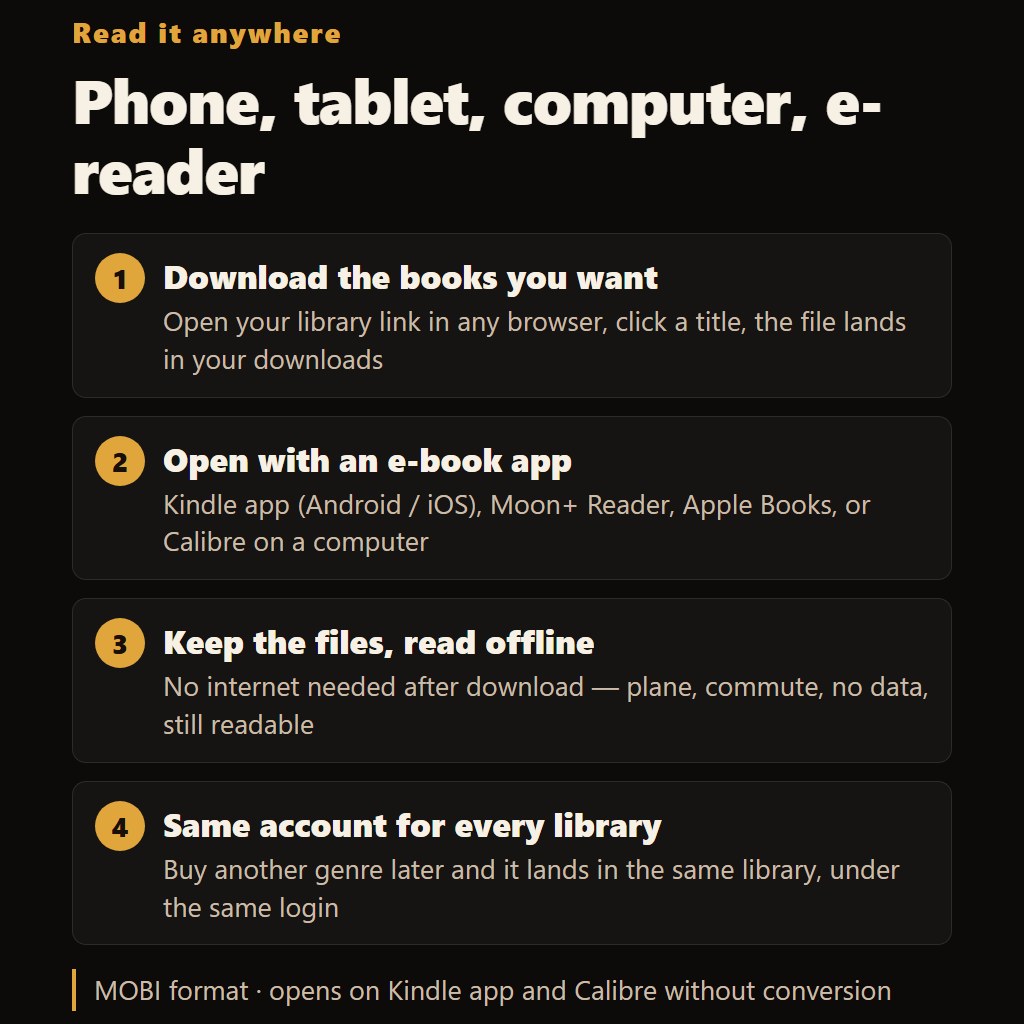 Read it anywhere
Phone, tablet, computer, e-
reader
1
Download the books you want
Open your library link in any browser, click a title, the file lands
in your downloads
2
Open with an e-book app
Kindle app (Android / iOS), Moon+ Reader, Apple Books, or
Calibre on a computer
3
Keep the files, read offline
No internet needed after download — plane, commute, no data,
still readable
4
Same account for every library
Buy another genre later and it lands in the same library, under
the same login
MOBI format · opens on Kindle app and Calibre without conversion